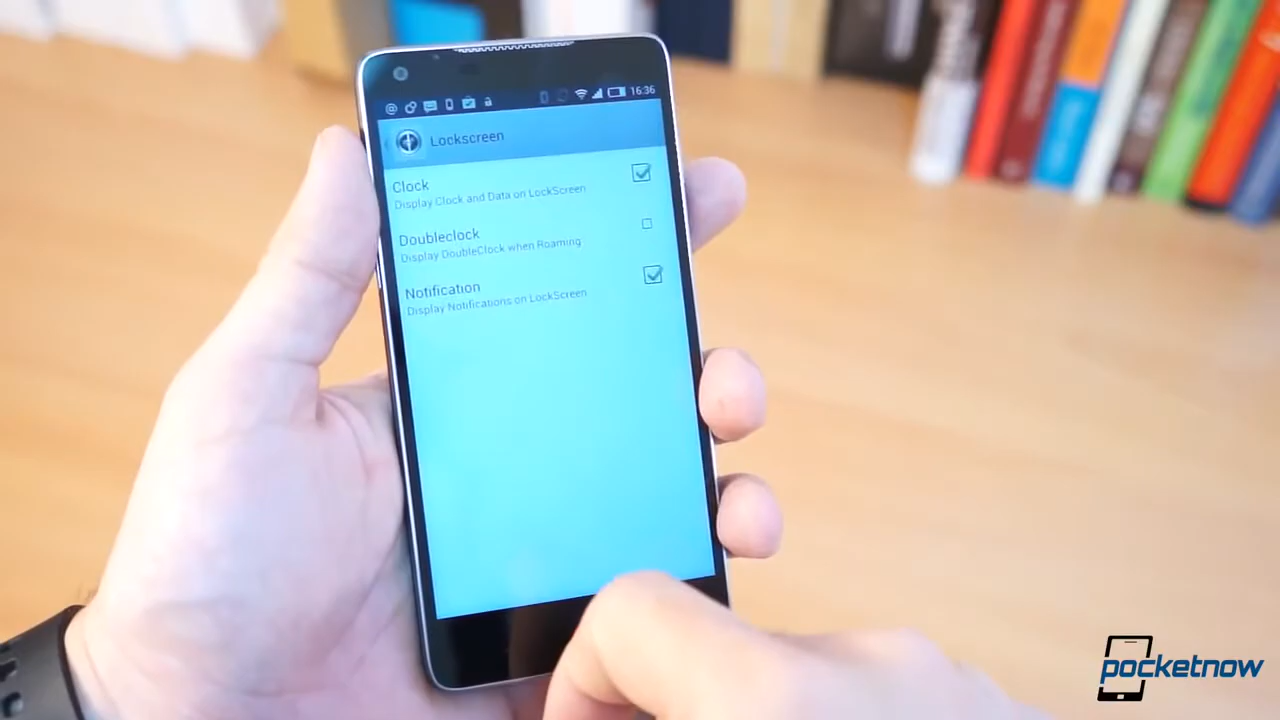 16:36
Lockscreen
Clock
Display Clock and Data on LockScreen
Doubleclock
Display DoubleClock when Roaming
Notification
Display Notifications on LockScreen
pocketnow